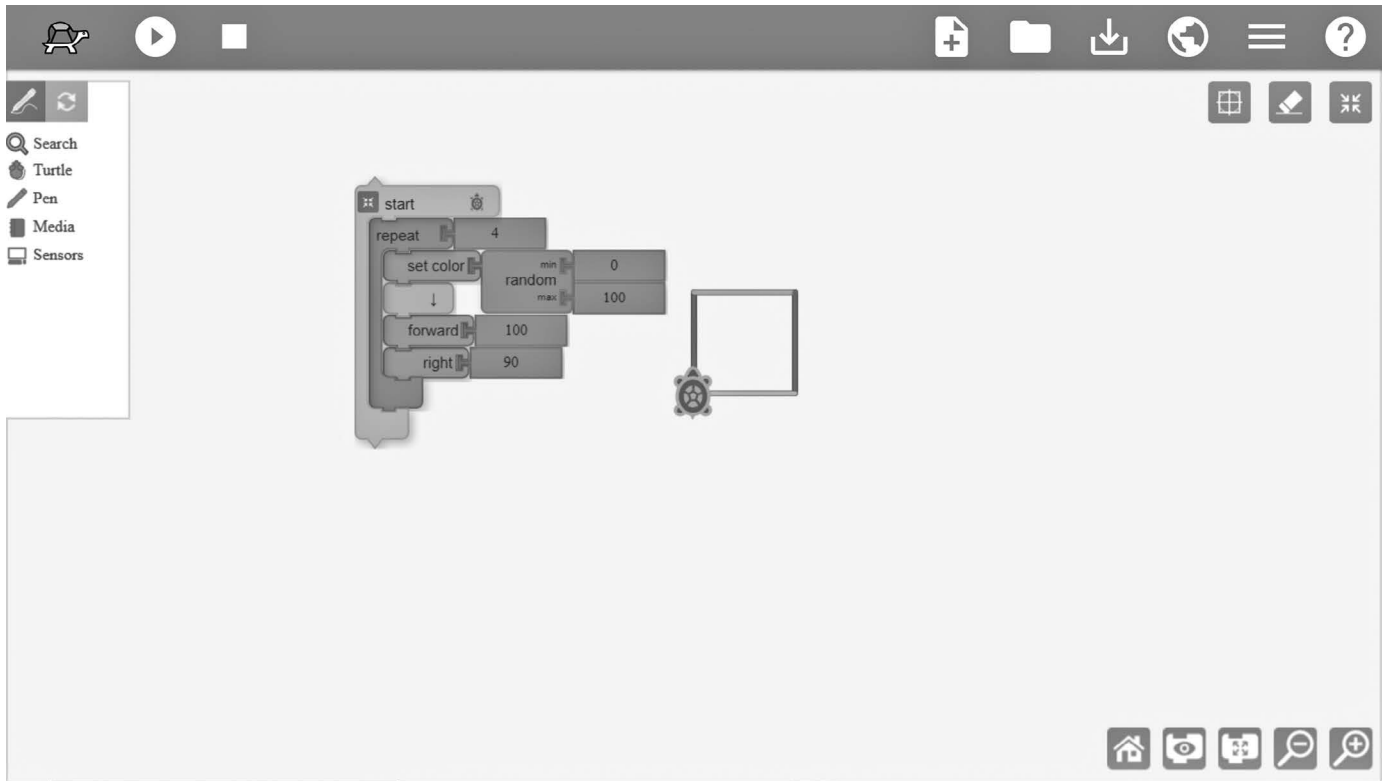 Search
Turtle
Pen
Media
Sensors
start
repeat 4
set color random min 0
max 100
↓
forward 100
right 90